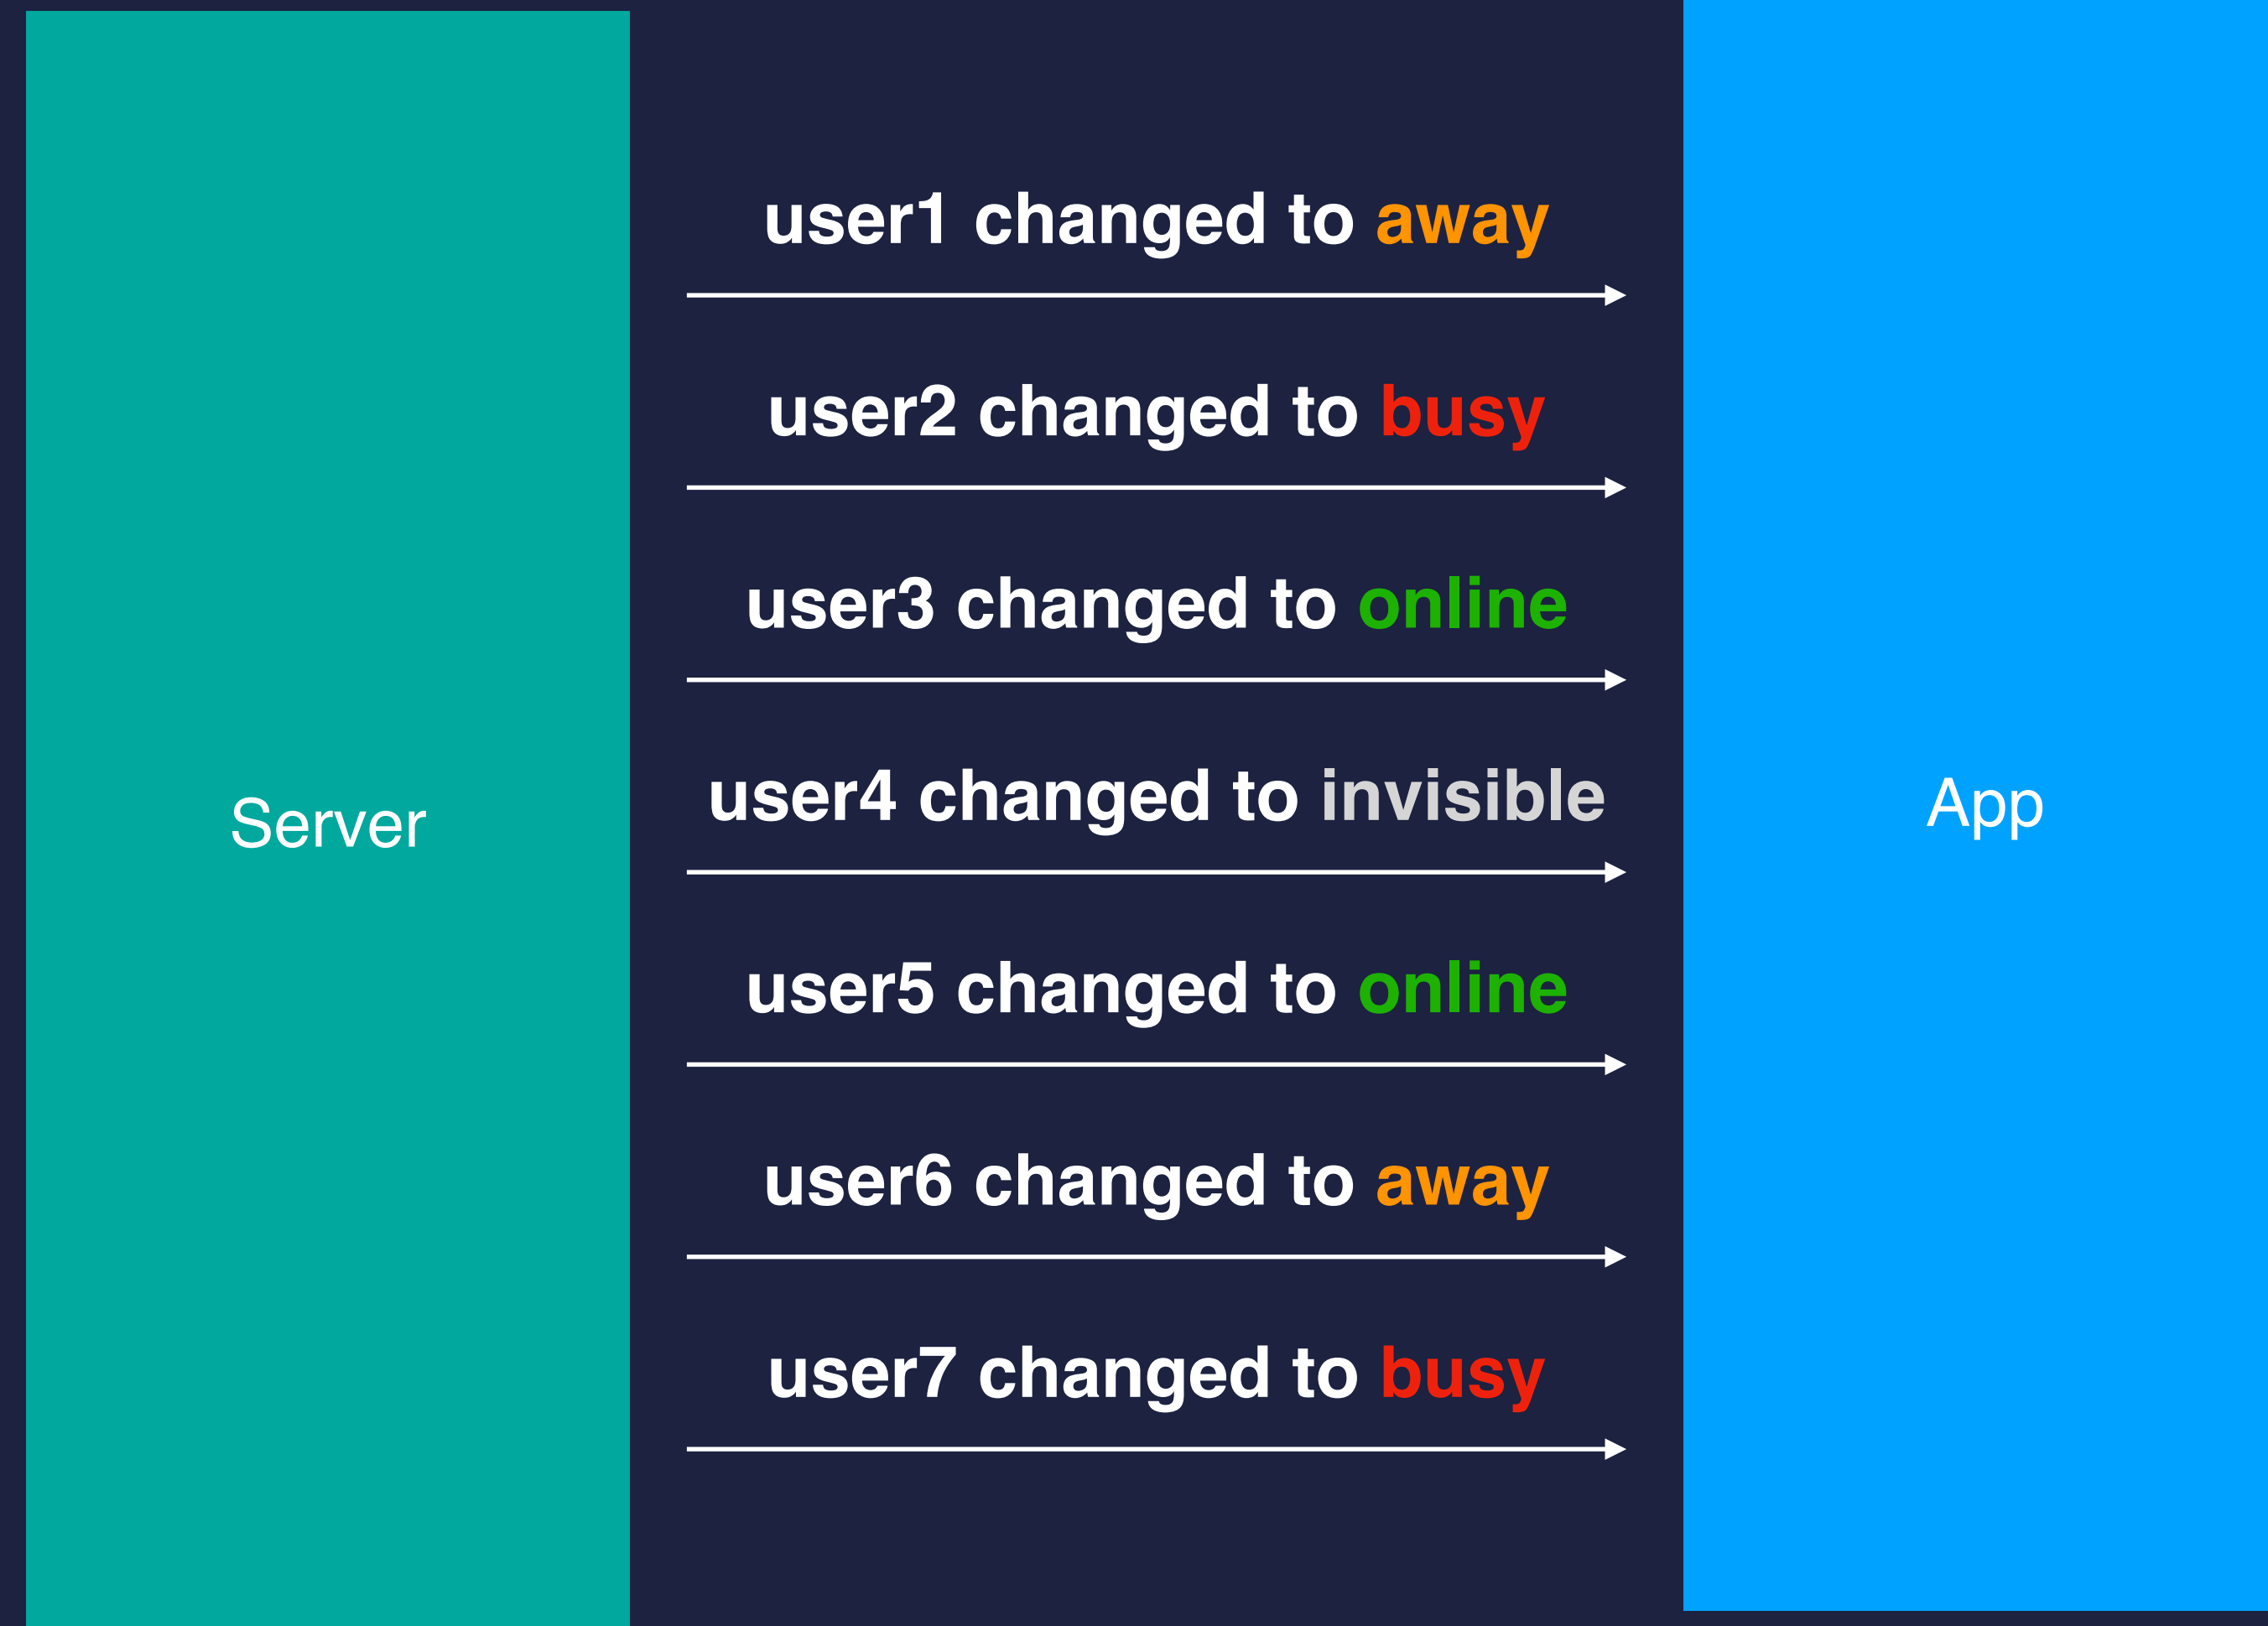 user1 changed to away
user2 changed to busy
user3 changed to online
Server
user4 changed to invisible
App
user5 changed to online
user6 changed to away
user7 changed to busy